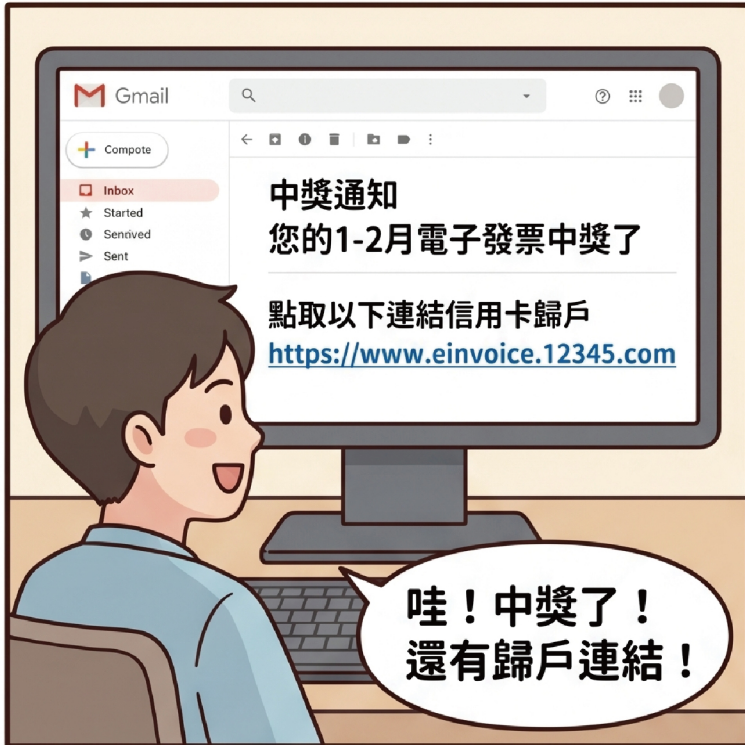 Gmail
Compote
Inbox
Started
Senrived
Sent
中獎通知
您的1-2月電子發票中獎了
點取以下連結信用卡歸戶
https://www.einvoice.12345.com
哇！中獎了！
還有歸戶連結！